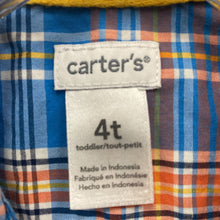 carter's®
4t
toddler/tout-petit
Made in Indonesia
Fabriqué en Indonésie
Hecho en Indonesia